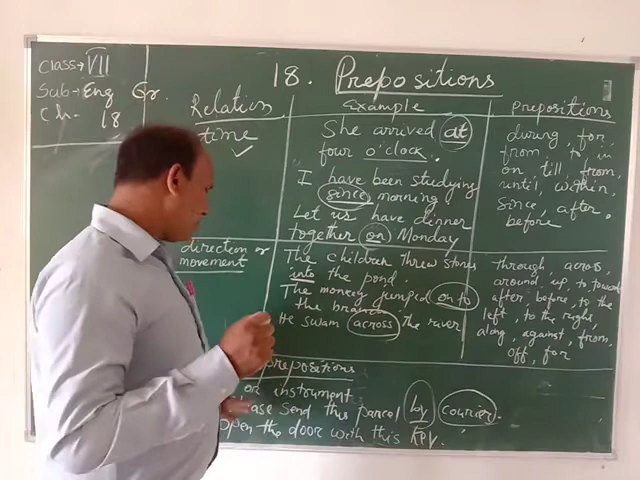 Class→ VII
Sub→ Eng Gr.
Ch- 18
18. Prepositions
Relation
time
Example
She arrived at
four o'clock.
I have been studying
since morning
Let us have dinner
together on Monday
Prepositions
during, for
from, to, in
on, till, from,
until, within,
since, after,
before
direction or
movement
The children threw stones
into the pond.
The monkey jumped on to
the branch
He swam across the river
through, across,
around, up, to
after, before, to the
left, to the right,
along, against, from,
off, for
prepositions
or instrument
send this parcel by courier.
open the door with this key.